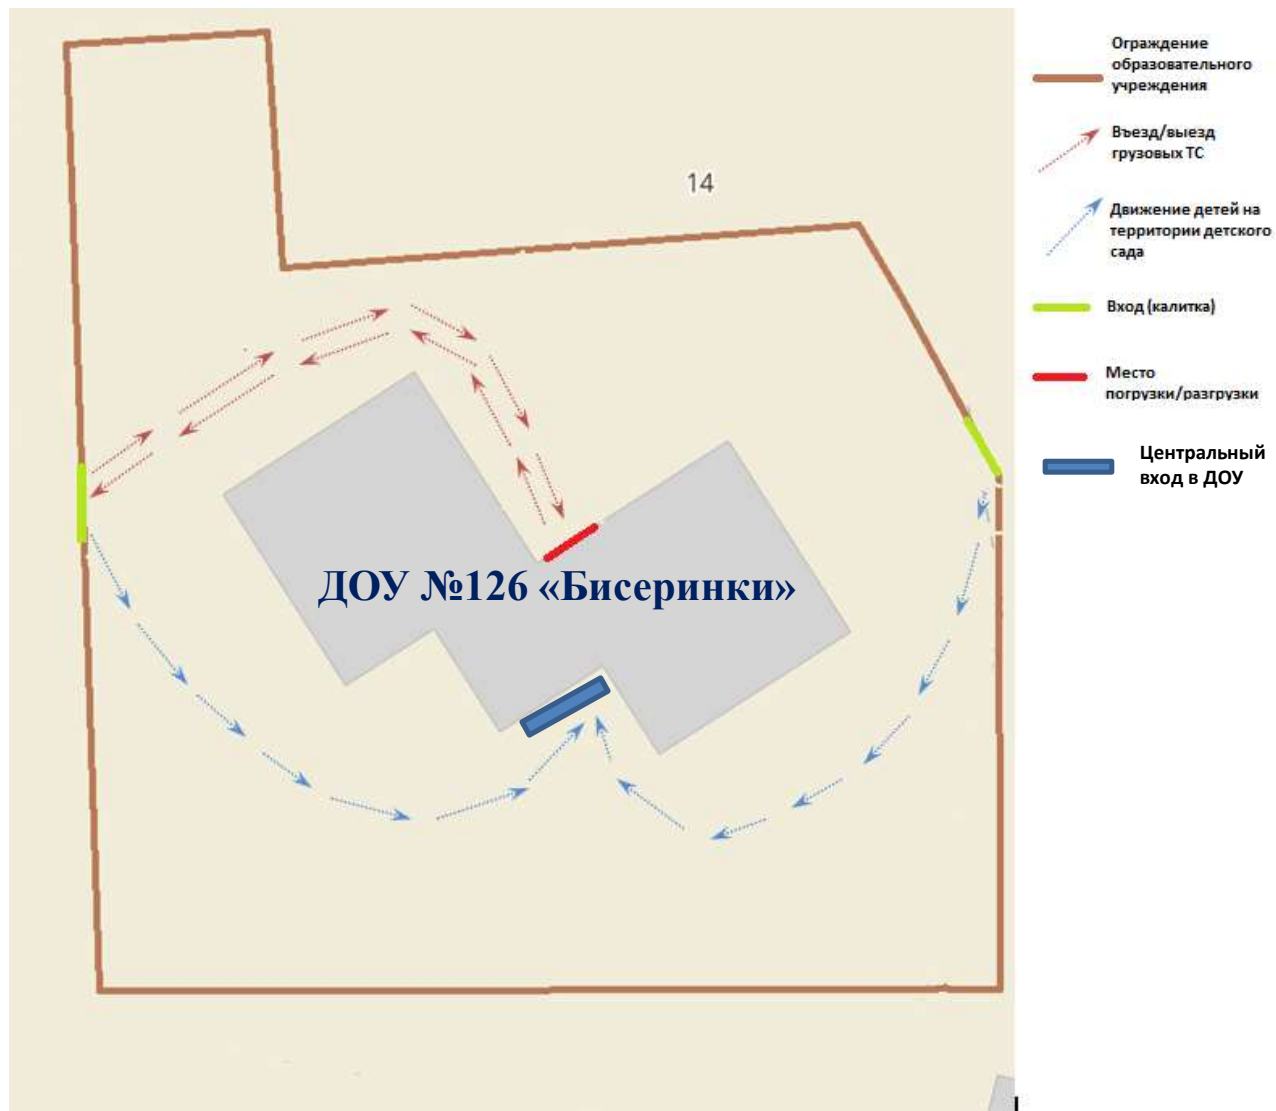 Ограждение
образовательного
учреждения
Въезд/выезд
грузовых ТС
14
Движение детей на
территории детского
сада
Вход (калитка)
Место
погрузки/разгрузки
Центральный
вход в ДОУ
ДОУ №126 «Бисеринки»